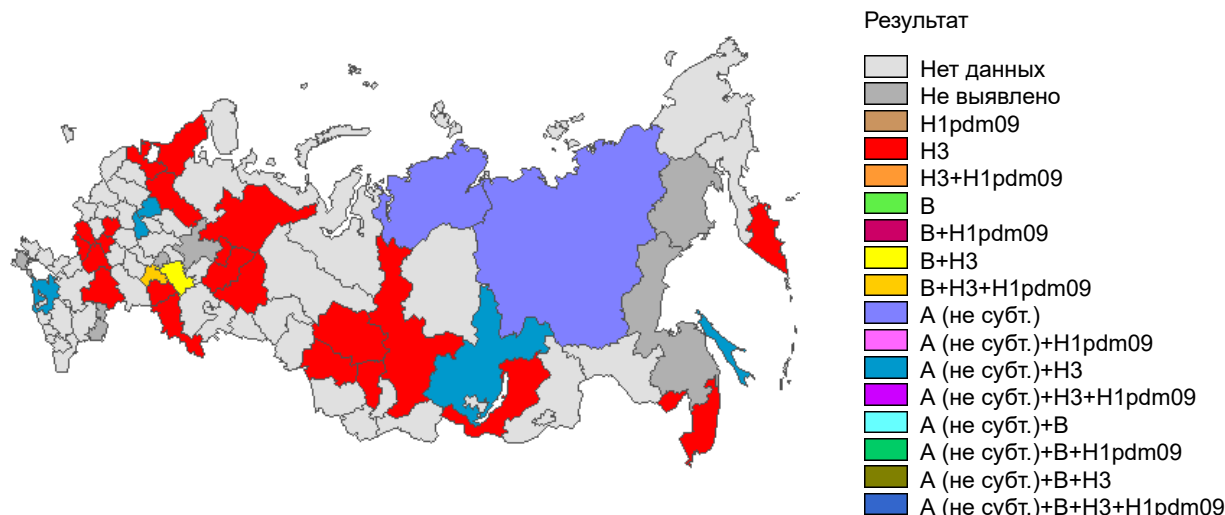 Результат
Нет данных
Не выявлено
H1pdm09
H3
H3+H1pdm09
B
B+H1pdm09
B+H3
B+H3+H1pdm09
A (не субт.)
A (не субт.)+H1pdm09
A (не субт.)+H3
A (не субт.)+H3+H1pdm09
A (не субт.)+B
A (не субт.)+B+H1pdm09
A (не субт.)+B+H3
A (не субт.)+B+H3+H1pdm09